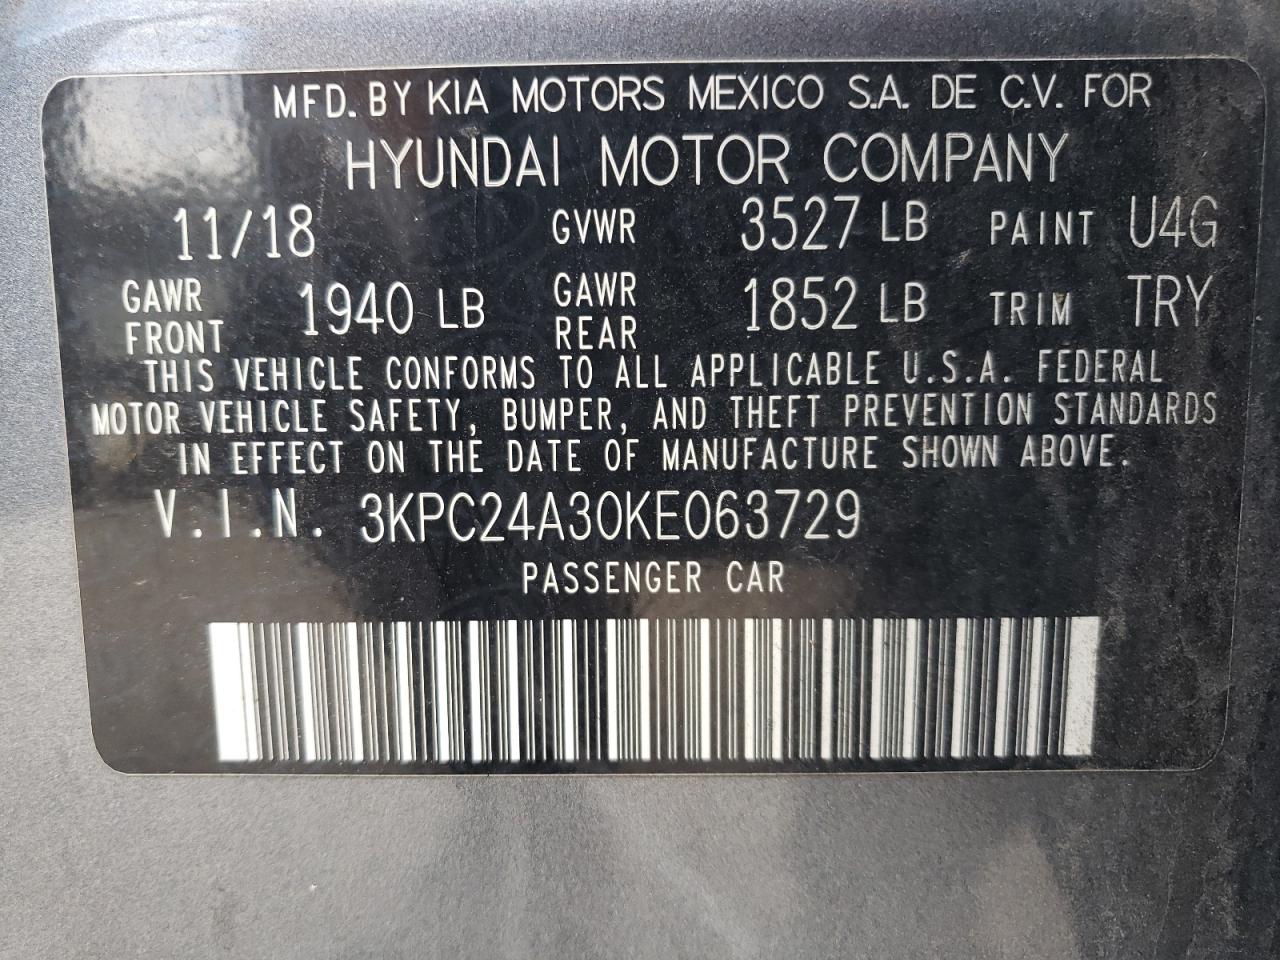 MFD. BY KIA MOTORS MEXICO S.A. DE C.V. FOR
HYUNDAI MOTOR COMPANY
11/18 GVWR 3527 LB PAINT U4G
GAWR FRONT 1940 LB GAWR REAR 1852 LB TRIM TRY
THIS VEHICLE CONFORMS TO ALL APPLICABLE U.S.A. FEDERAL
MOTOR VEHICLE SAFETY, BUMPER, AND THEFT PREVENTION STANDARDS
IN EFFECT ON THE DATE OF MANUFACTURE SHOWN ABOVE.
V.I.N. 3KPC24A30KE063729
PASSENGER CAR